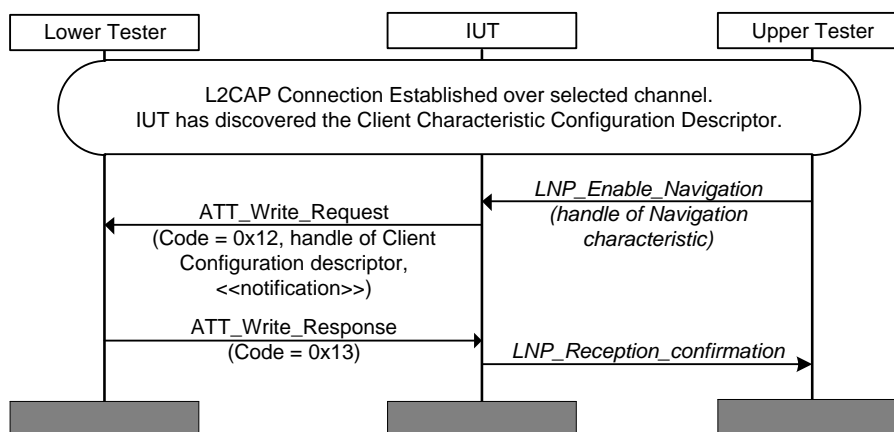 Lower Tester
IUT
Upper Tester
L2CAP Connection Established over selected channel.
IUT has discovered the Client Characteristic Configuration Descriptor.
LNP_Enable_Navigation
(handle of Navigation
characteristic)
ATT_Write_Request
(Code = 0x12, handle of Client
Configuration descriptor,
<<notification>>)
ATT_Write_Response
(Code = 0x13)
LNP_Reception_confirmation